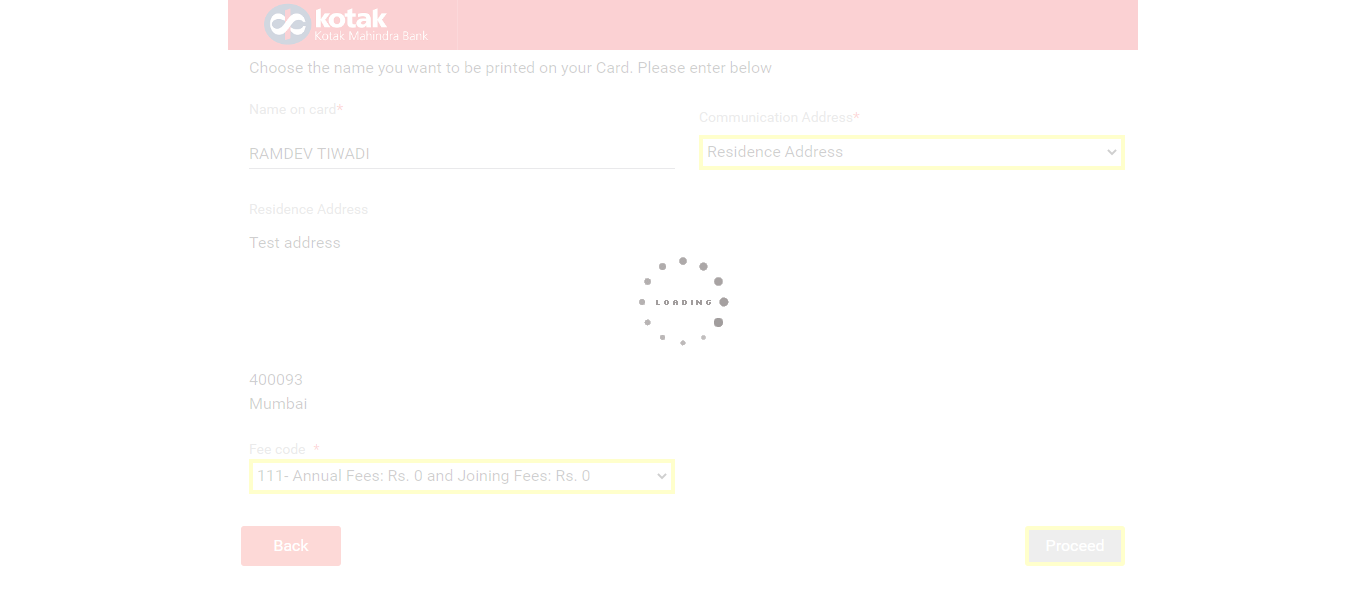 kotak
Kotak Mahindra Bank
Choose the name you want to be printed on your Card. Please enter below
Name on card*
Communication Address*
RAMDEV TIWADI
Residence Address
Residence Address
Test address
LOADING
400093
Mumbai
Fee code *
111- Annual Fees: Rs. 0 and Joining Fees: Rs. 0
Back
Proceed